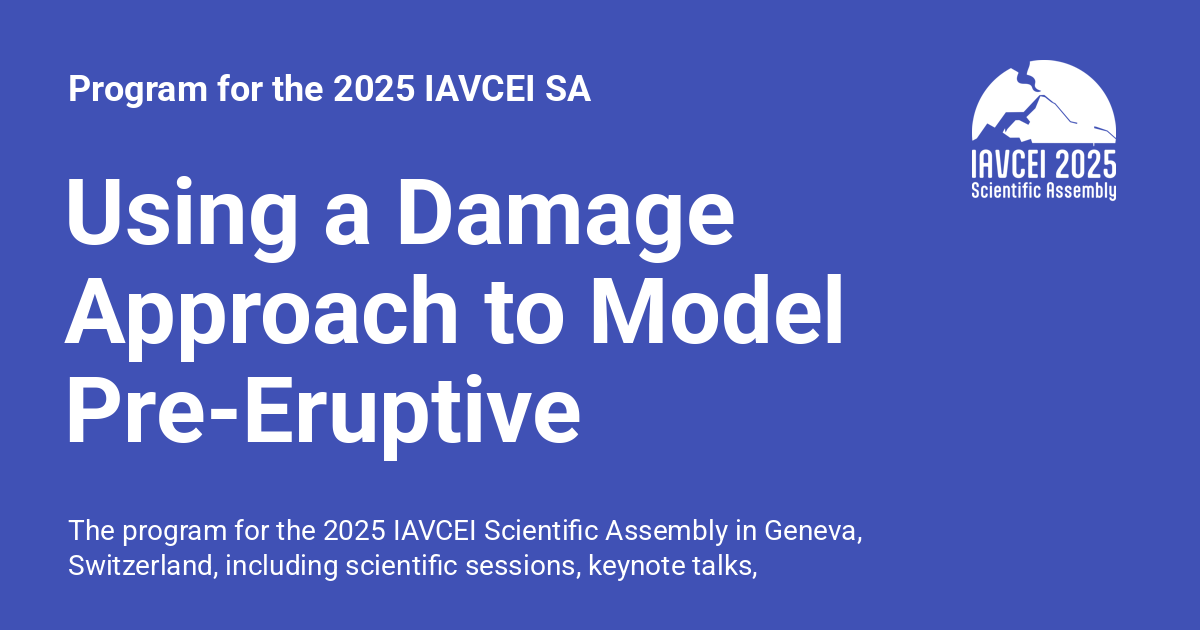 Program for the 2025 IAVCEI SA
IAVCEI 2025
Scientific Assembly
Using a Damage
Approach to Model
Pre-Eruptive
The program for the 2025 IAVCEI Scientific Assembly in Geneva,
Switzerland, including scientific sessions, keynote talks,